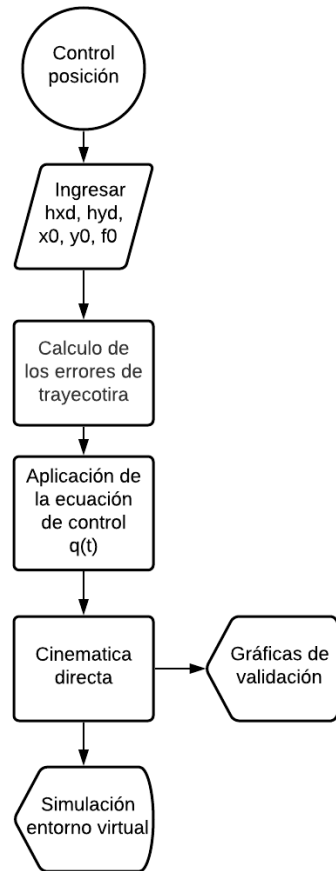 Control
posición
Ingresar
hxd, hyd,
x0, y0, f0
Calculo de
los errores de
trayecotira
Aplicación de
la ecuación
de control
q(t)
Cinematica
directa
Gráficas de
validación
Simulación
entorno virtual